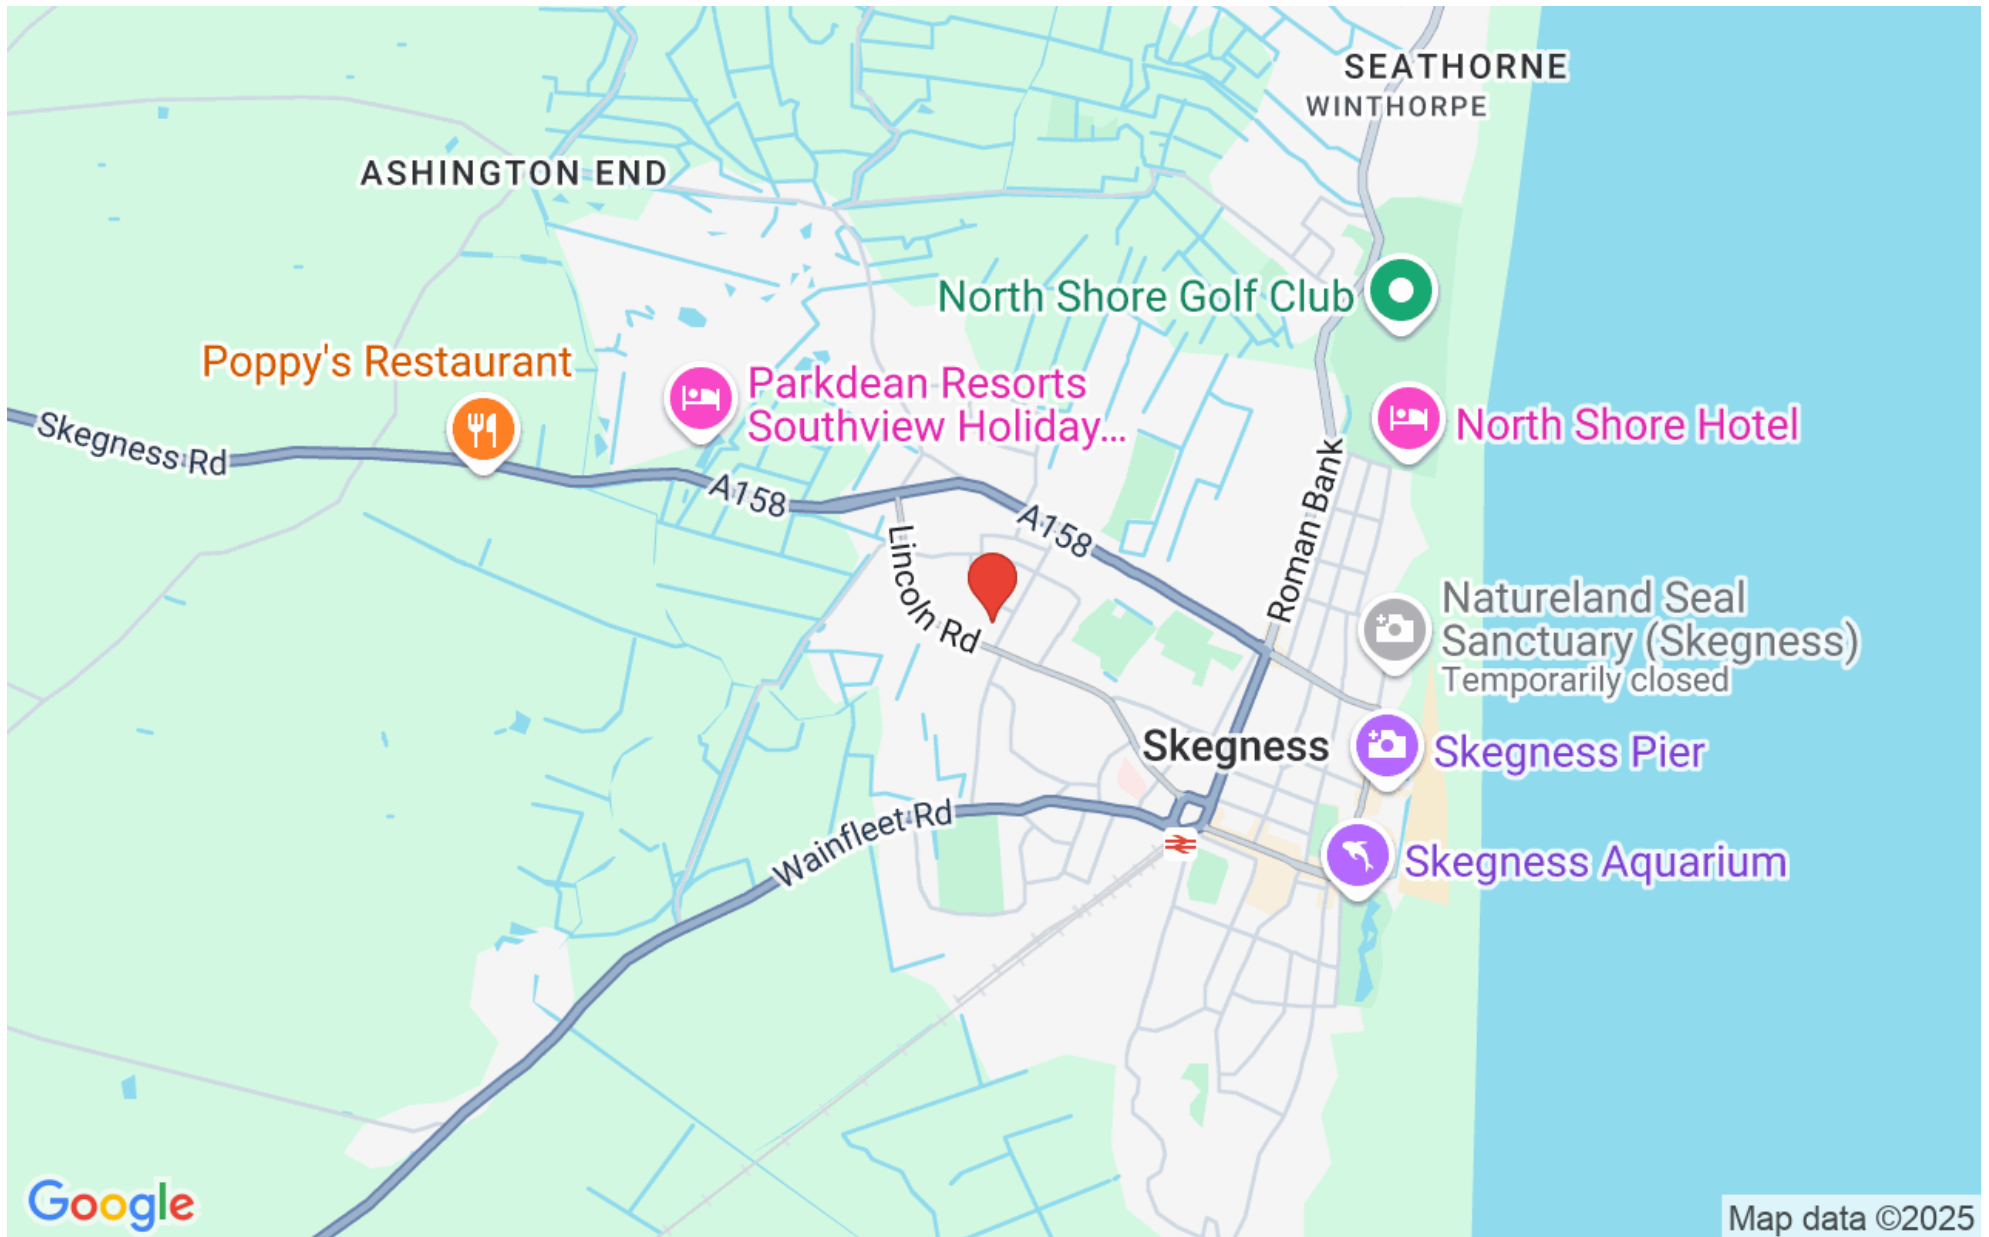 SEATHORNE
WINTHORPE
ASHINGTON END
North Shore Golf Club
Poppy's Restaurant
Parkdean Resorts
Southview Holiday...
North Shore Hotel
Skegness Rd
A158
A158
Roman Bank
Lincoln Rd
Natureland Seal
Sanctuary (Skegness)
Temporarily closed
Skegness
Skegness Pier
Wainfleet Rd
Skegness Aquarium
Google
Map data ©2025